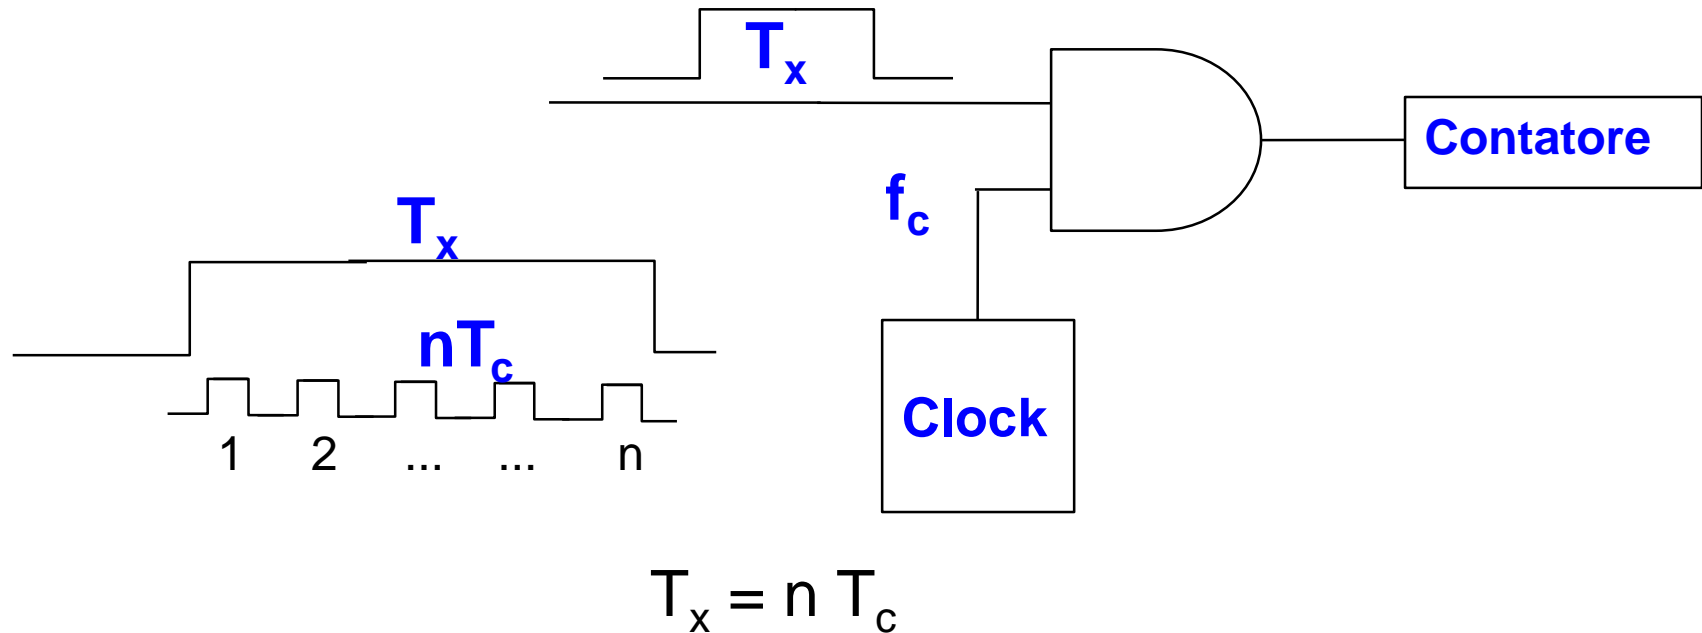 Tx
Contatore
fc
Tx
nTc
Clock
1 2 ... ... n
Tx = n Tc